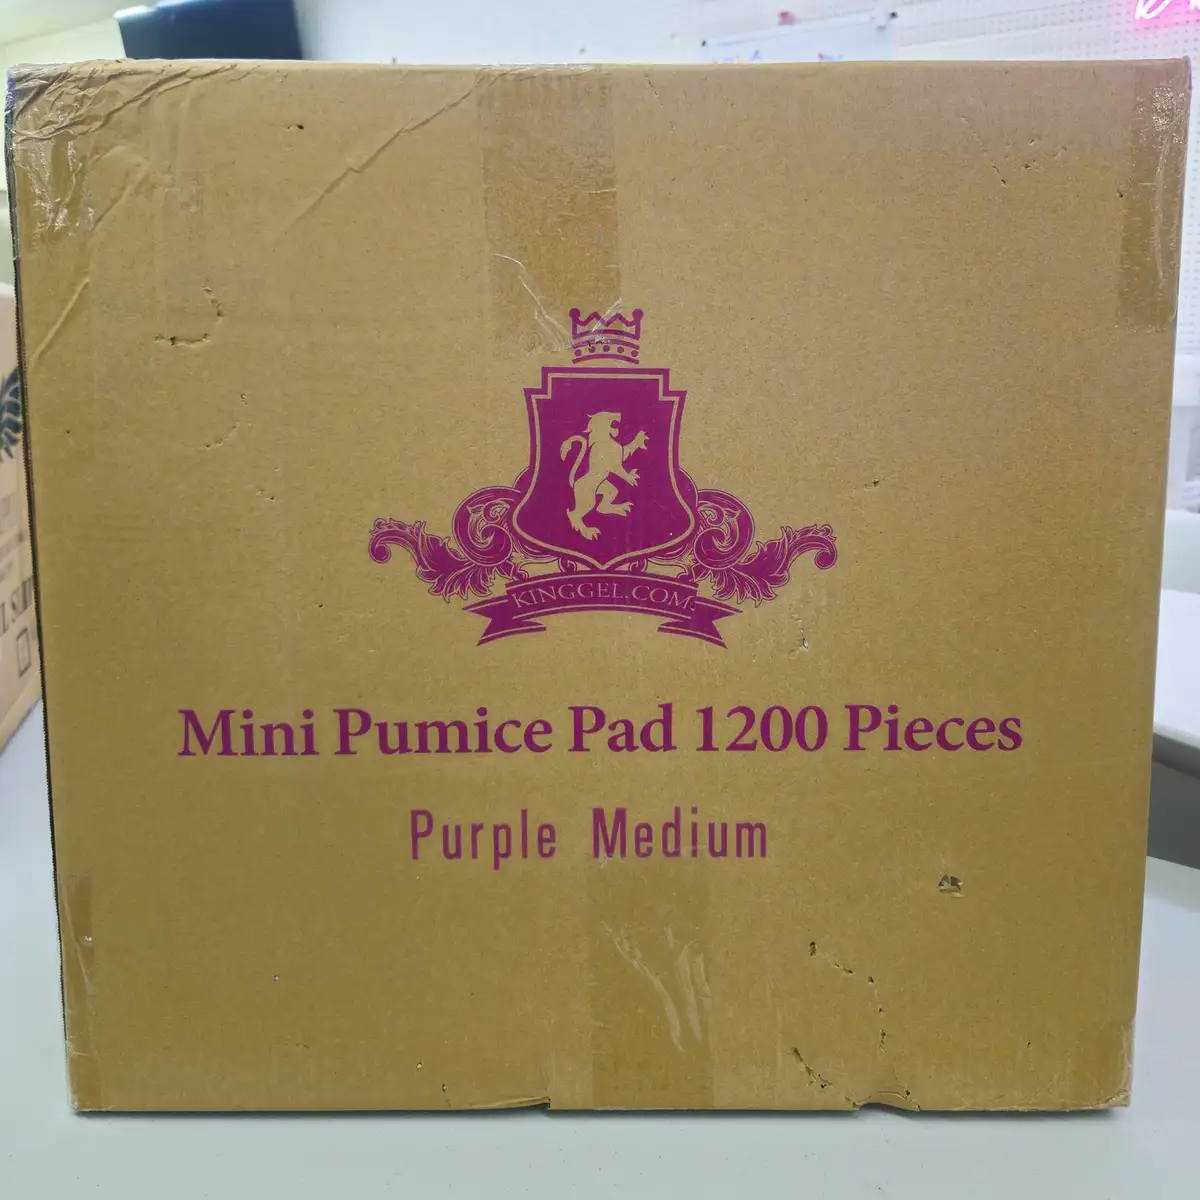 KINGGEL.COM
Mini Pumice Pad 1200 Pieces
Purple Medium